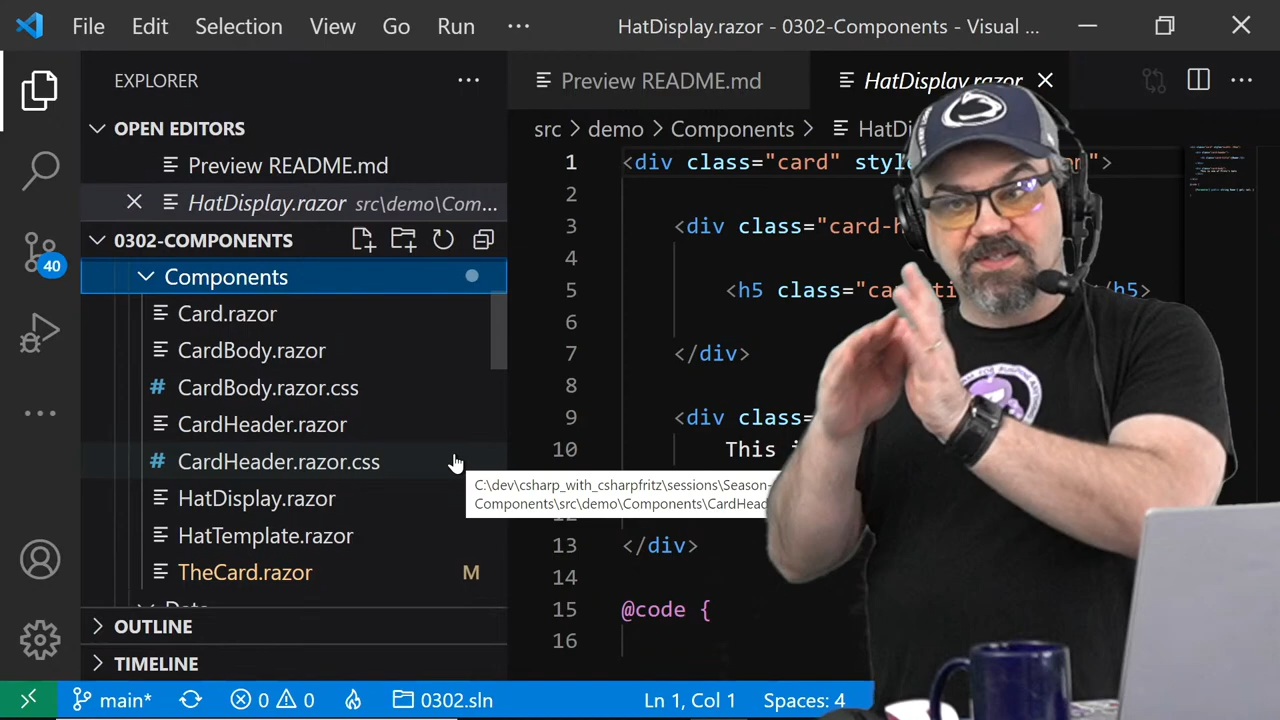 File Edit Selection View Go Run ··· HatDisplay.razor - 0302-Components - Visual ...
EXPLORER ···
Preview README.md
HatDisplay.razor
OPEN EDITORS
Preview README.md
HatDisplay.razor src\demo\Com...
0302-COMPONENTS
40
Components
Card.razor
CardBody.razor
# CardBody.razor.css
CardHeader.razor
# CardHeader.razor.css
HatDisplay.razor
HatTemplate.razor
TheCard.razor M
OUTLINE
TIMELINE
src > demo > Components >
1 <div class="card"
2
3 <div class=
4
5 <h5 class= </h5>
6
7 </div>
8
9 <div class=
10 This
13 </div>
14
15 @code {
16
C:\dev\csharp_with_csharpfritz\sessions\Season-
Components\src\demo\Components\CardHead
main* 0 0 0302.sln Ln 1, Col 1 Spaces: 4